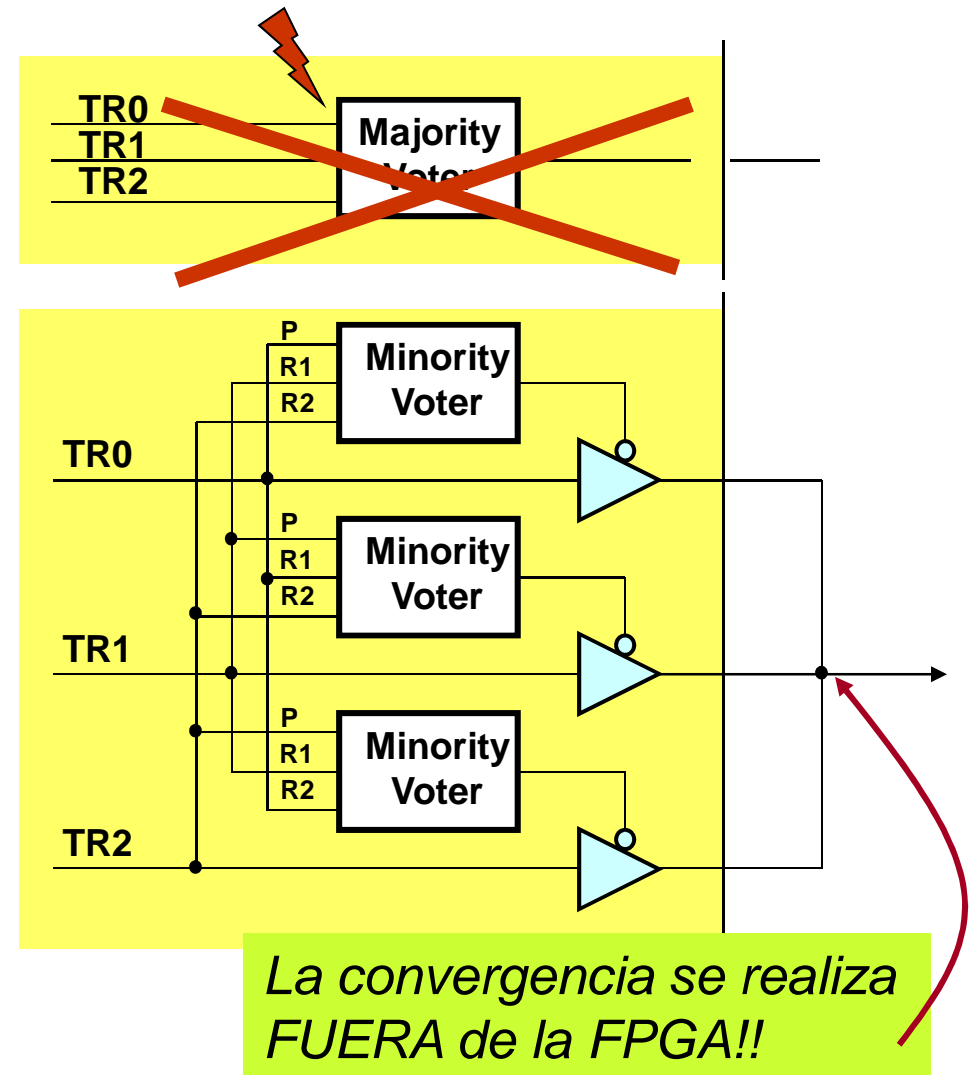 TR0
TR1
TR2
Majority
Voter
P
R1
R2
Minority
Voter
TR0
P
R1
R2
Minority
Voter
TR1
P
R1
R2
Minority
Voter
TR2
La convergencia se realiza
FUERA de la FPGA!!